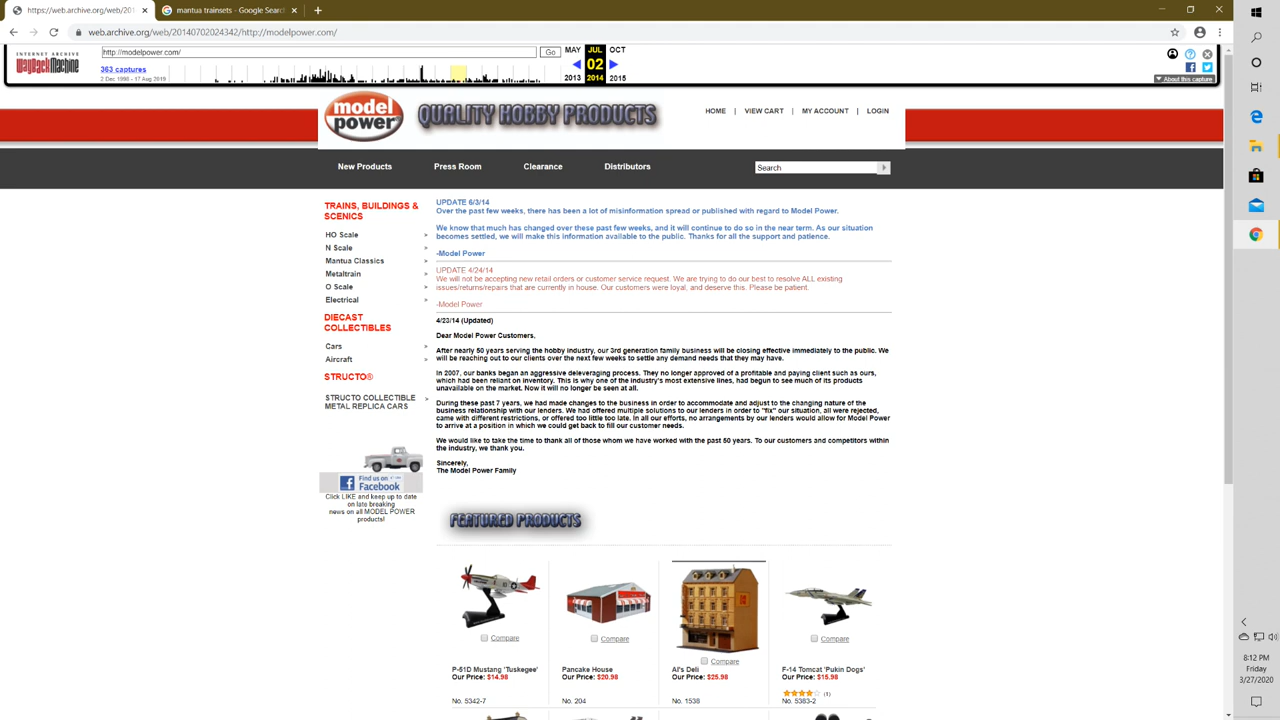 https://web.archive.org/web/201
mantua trainsets - Google Search
web.archive.org/web/20140702024342/http://modelpower.com/
INTERNET ARCHIVE
WayBackMachine
http://modelpower.com/
Go
363 captures
2 Dec 1998 - 17 Aug 2019
MAY
JUL
OCT
02
2013
2014
2015
About this capture
model power
QUALITY HOBBY PRODUCTS
HOME | VIEW CART | MY ACCOUNT | LOGIN
New Products
Press Room
Clearance
Distributors
Search
TRAINS, BUILDINGS &
SCENICS
HO Scale >
N Scale >
Mantua Classics >
Metaltrain >
O Scale >
Electrical >
DIECAST
COLLECTIBLES
Cars >
Aircraft >
STRUCTO®
STRUCTO COLLECTIBLE >
METAL REPLICA CARS
Find us on
Facebook
Click LIKE and keep up to date
on late breaking
news on all MODEL POWER
products!
UPDATE 6/3/14
Over the past few weeks, there has been a lot of misinformation spread or published with regard to Model Power.
We know that much has changed over these past few weeks, and it will continue to do so in the near term. As our situation
becomes settled, we will make this information available to the public. Thanks for all the support and patience.
-Model Power
UPDATE 4/24/14
We will not be accepting new retail orders or customer service request. We are trying to do our best to resolve ALL existing
issues/returns/repairs that are currently in house. Our customers were loyal, and deserve this. Please be patient.
-Model Power
4/23/14 (Updated)
Dear Model Power Customers,
After nearly 50 years serving the hobby industry, our 3rd generation family business will be closing effective immediately to the public. We
will be reaching out to our clients over the next few weeks to settle any demand needs that they may have.
In 2007, our banks began an aggressive deleveraging process. They no longer approved of a profitable and paying client such as ours,
which had been reliant on inventory. This is why one of the industry's most extensive lines, had begun to see much of its products
unavailable on the market. Now it will no longer be seen at all.
During these past 7 years, we had made changes to the business in order to accommodate and adjust to the changing nature of the
business relationship with our lenders. We had offered multiple solutions to our lenders in order to "fix" our situation, all were rejected,
came with different restrictions, or offered too little too late. In all our efforts, no arrangements by our lenders would allow for Model Power
to arrive at a position in which we could get back to fill our customer needs.
We would like to take the time to thank all of those whom we have worked with the past 50 years. To our customers and competitors within
the industry, we thank you.
Sincerely,
The Model Power Family
FEATURED PRODUCTS
Compare
Compare
Compare
Compare
P-51D Mustang 'Tuskegee'
Our Price: $14.98
No. 5342-7
Pancake House
Our Price: $20.98
No. 204
Al's Deli
Our Price: $25.98
No. 1538
F-14 Tomcat 'Pukin Dogs'
Our Price: $15.98
(1)
No. 5383-2
8:12 PM
Friday
3/27/2020